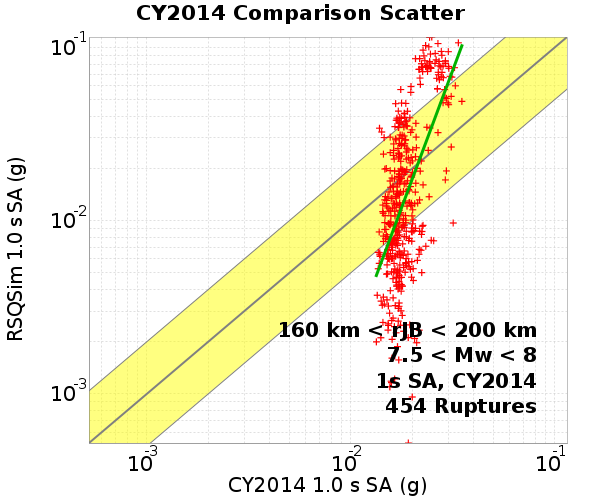 CY2014 Comparison Scatter
RSQSim 1.0 s SA (g)
10-1
10-2
10-3
160 km < rJB < 200 km
7.5 < Mw < 8
1s SA, CY2014
454 Ruptures
10-3 10-2 10-1
CY2014 1.0 s SA (g)